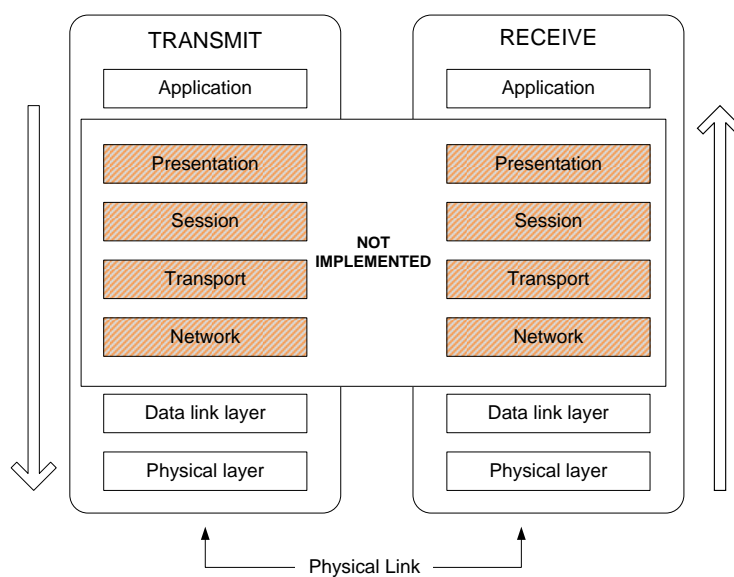 TRANSMIT
Application
Presentation
Session
Transport
Network
Data link layer
Physical layer
NOT
IMPLEMENTED
RECEIVE
Application
Presentation
Session
Transport
Network
Data link layer
Physical layer
Physical Link